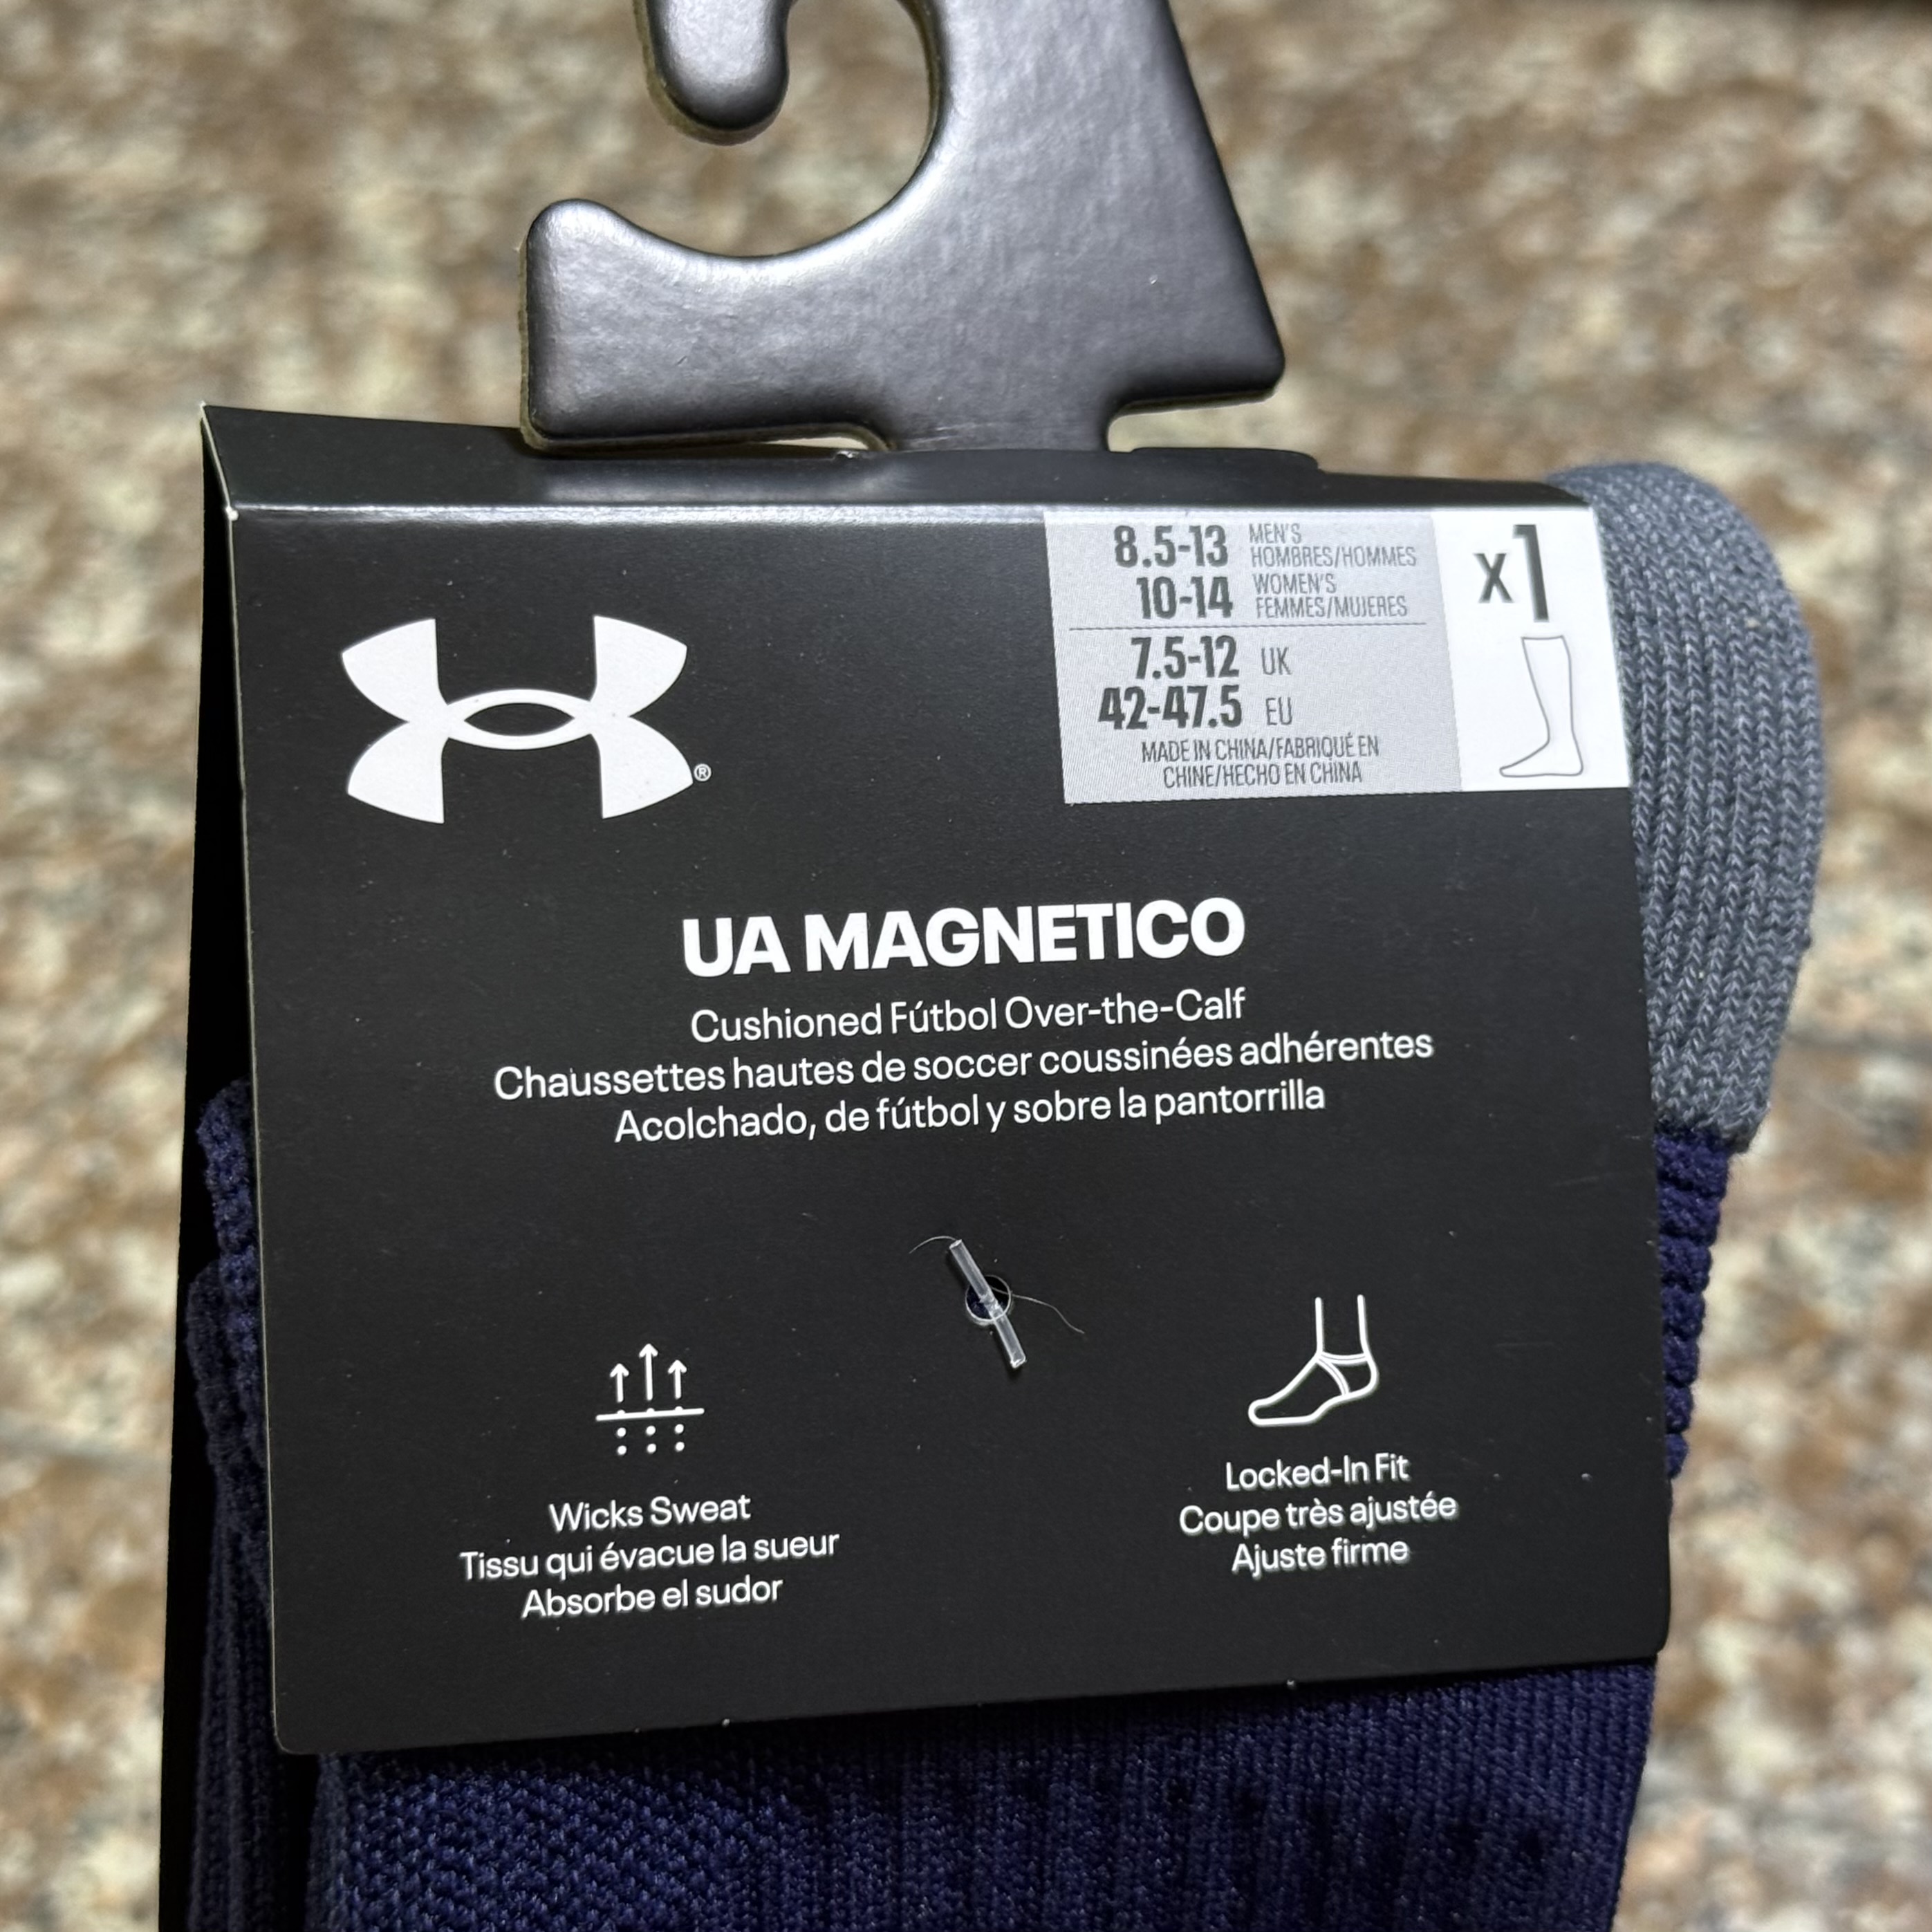 8.5-13 MEN'S
HOMBRES/HOMMES
10-14 WOMEN'S
FEMMES/MUJERES
7.5-12 UK
42-47.5 EU
MADE IN CHINA/FABRIQUÉ EN
CHINE/HECHO EN CHINA
X1
®
UA MAGNETICO
Cushioned Fútbol Over-the-Calf
Chaussettes hautes de soccer coussinées adhérentes
Acolchado, de fútbol y sobre la pantorrilla
Wicks Sweat
Tissu qui évacue la sueur
Absorbe el sudor
Locked-In Fit
Coupe très ajustée
Ajuste firme